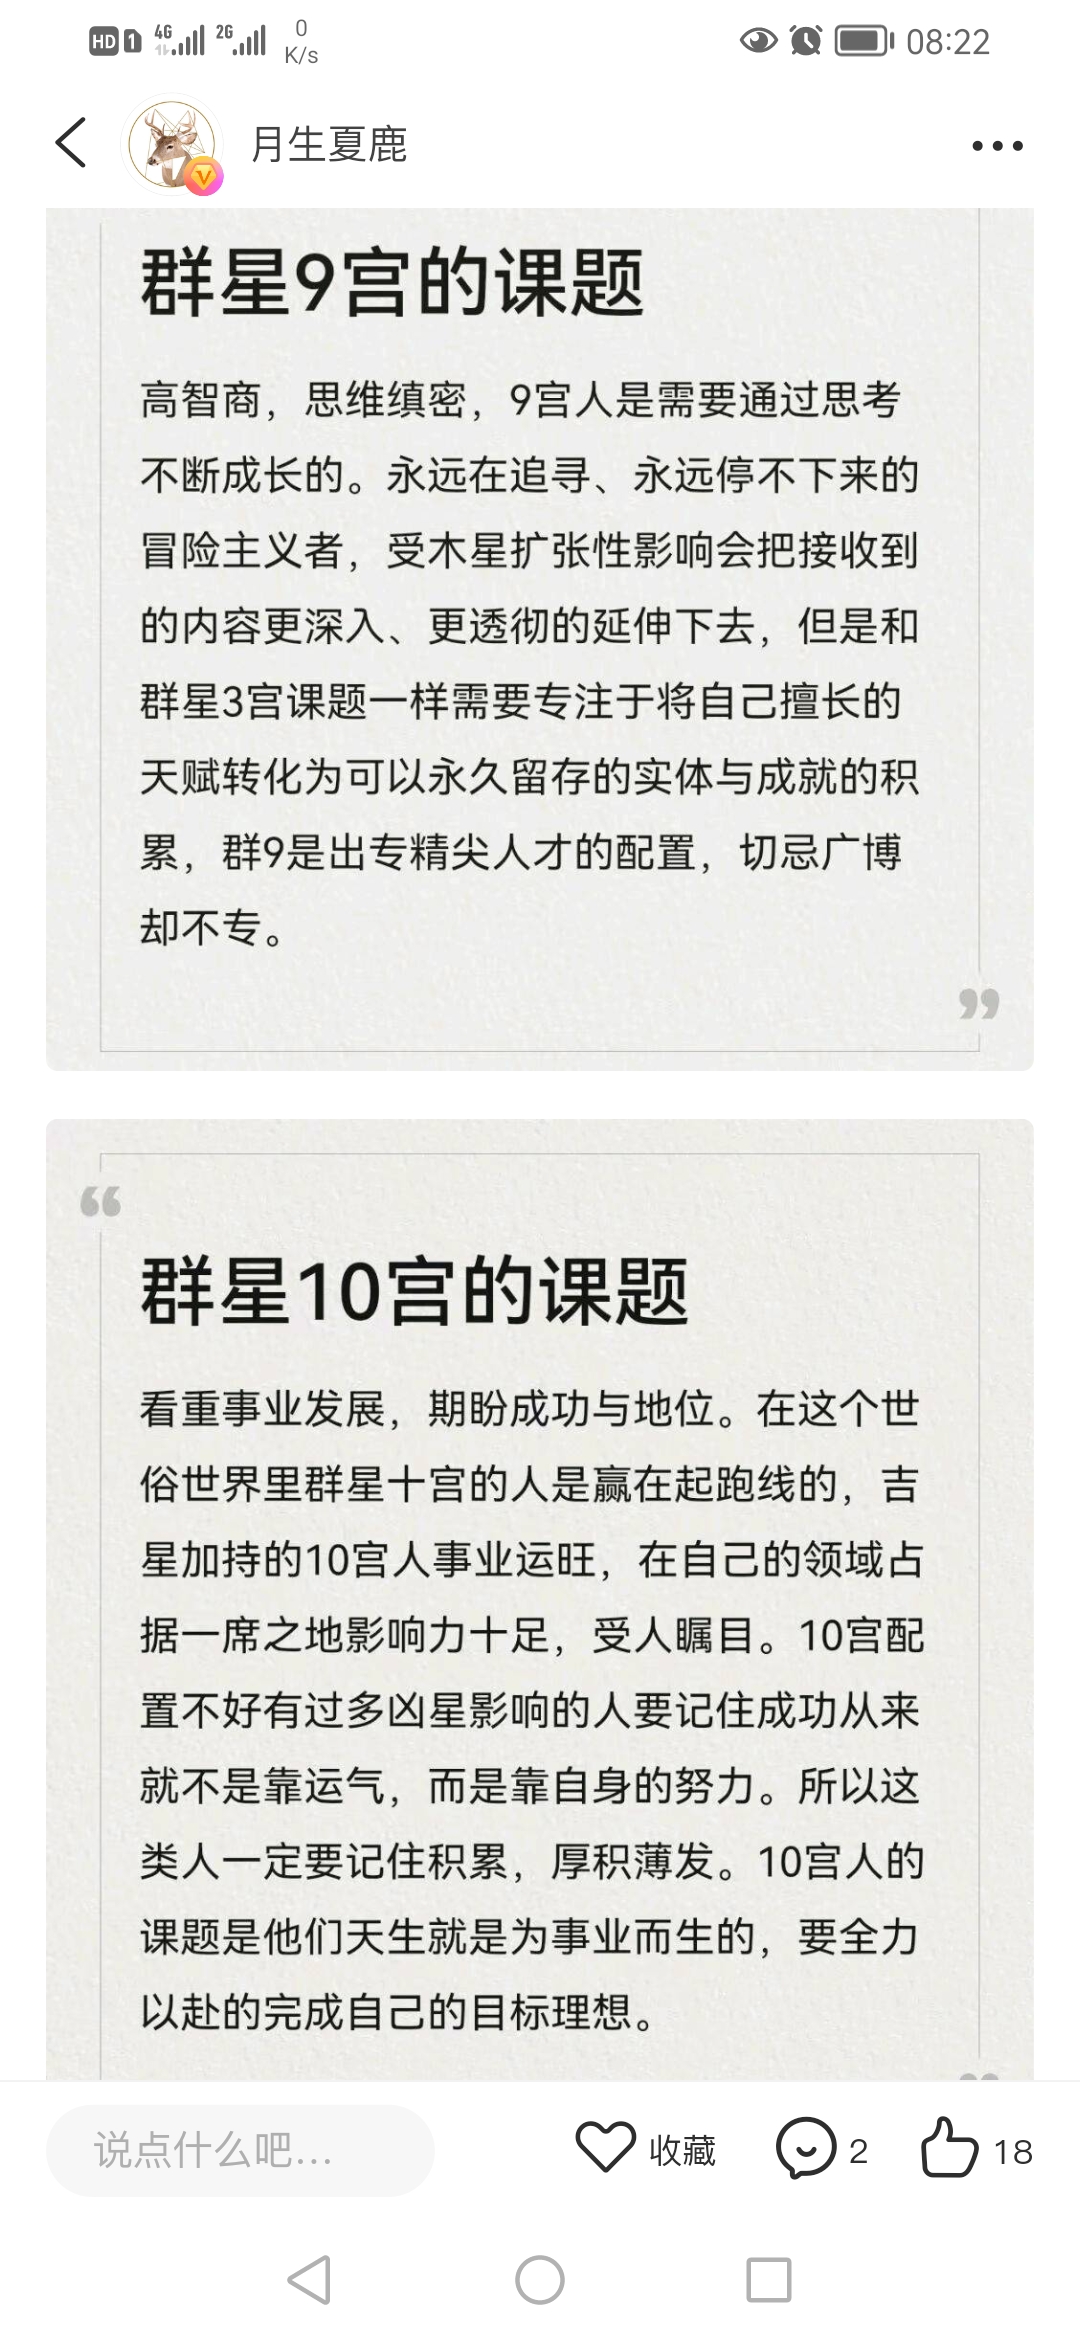 HD 1 4G 2G 0 K/s 08:22
月生夏鹿
群星9宫的课题
高智商，思维缜密，9宫人是需要通过思考
不断成长的。永远在追寻、永远停不下来的
冒险主义者，受木星扩张性影响会把接收到
的内容更深入、更透彻的延伸下去，但是和
群星3宫课题一样需要专注于将自己擅长的
天赋转化为可以永久留存的实体与成就的积
累，群9是出专精尖人才的配置，切忌广博
却不专。
”
“
群星10宫的课题
看重事业发展，期盼成功与地位。在这个世
俗世界里群星十宫的人是赢在起跑线的，吉
星加持的10宫人事业运旺，在自己的领域占
据一席之地影响力十足，受人瞩目。10宫配
置不好有过多凶星影响的人要记住成功从来
就不是靠运气，而是靠自身的努力。所以这
类人一定要记住积累，厚积薄发。10宫人的
课题是他们天生就是为事业而生的，要全力
以赴的完成自己的目标理想。
说点什么吧... 收藏 2 18